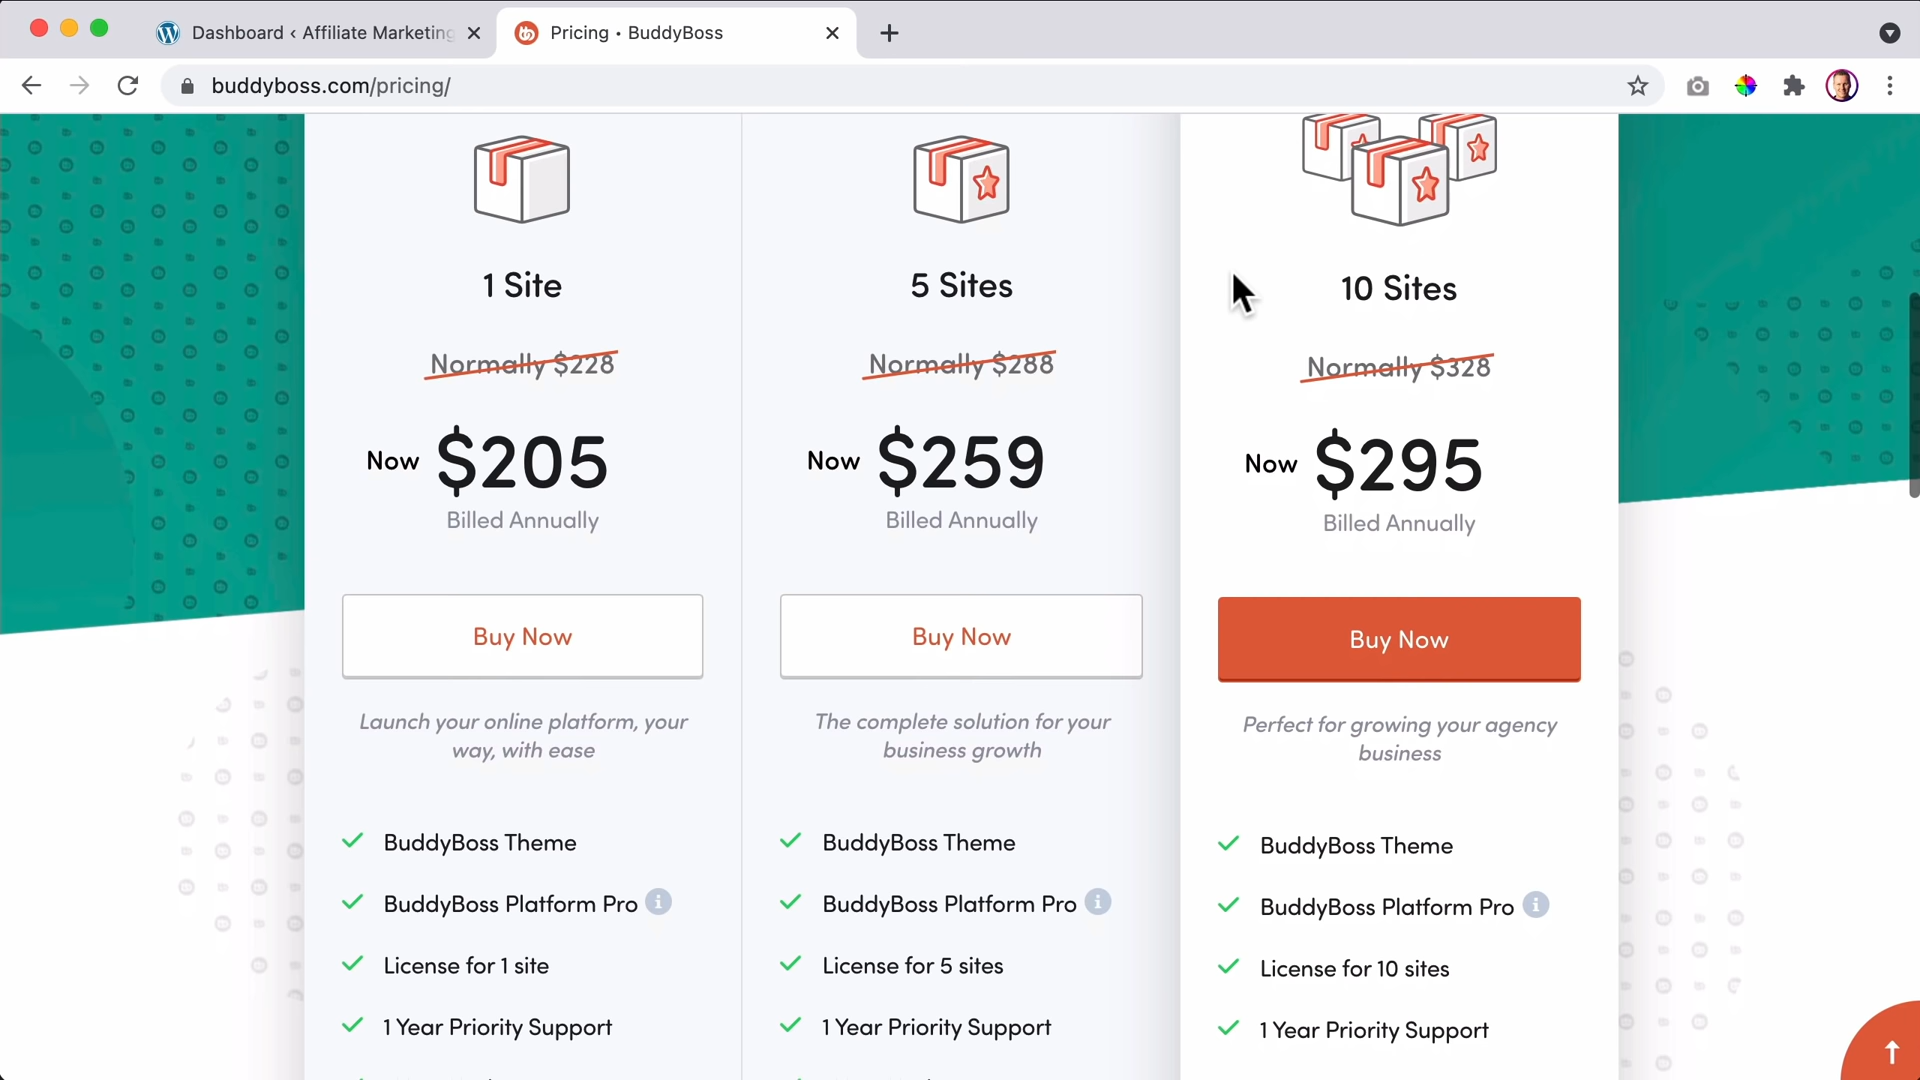 Dashboard ‹ Affiliate Marketing
Pricing • BuddyBoss
buddyboss.com/pricing/
1 Site
Normally $228
Now $205
Billed Annually
Buy Now
Launch your online platform, your
way, with ease
BuddyBoss Theme
BuddyBoss Platform Pro
License for 1 site
1 Year Priority Support
5 Sites
Normally $288
Now $259
Billed Annually
Buy Now
The complete solution for your
business growth
BuddyBoss Theme
BuddyBoss Platform Pro
License for 5 sites
1 Year Priority Support
10 Sites
Normally $328
Now $295
Billed Annually
Buy Now
Perfect for growing your agency
business
BuddyBoss Theme
BuddyBoss Platform Pro
License for 10 sites
1 Year Priority Support